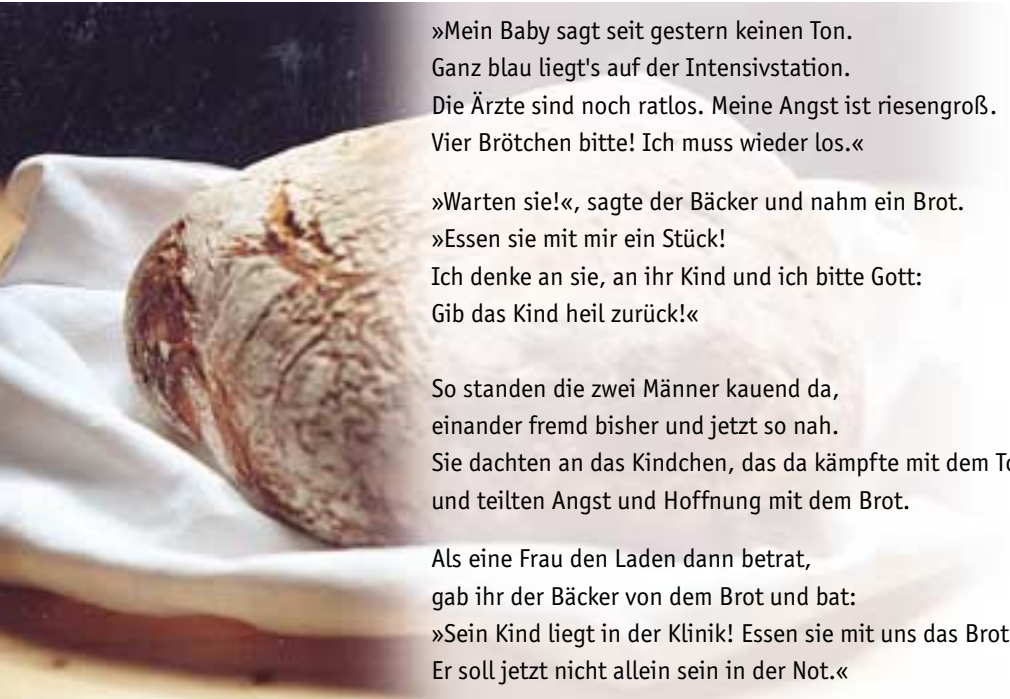 »Mein Baby sagt seit gestern keinen Ton.
Ganz blau liegt's auf der Intensivstation.
Die Ärzte sind noch ratlos. Meine Angst ist riesengroß.
Vier Brötchen bitte! Ich muss wieder los.«
»Warten sie!«, sagte der Bäcker und nahm ein Brot.
»Essen sie mit mir ein Stück!
Ich denke an sie, an ihr Kind und ich bitte Gott:
Gib das Kind heil zurück!«
So standen die zwei Männer kauend da,
einander fremd bisher und jetzt so nah.
Sie dachten an das Kindchen, das da kämpfte mit dem
und teilten Angst und Hoffnung mit dem Brot.
Als eine Frau den Laden dann betrat,
gab ihr der Bäcker von dem Brot und bat:
»Sein Kind liegt in der Klinik! Essen sie mit uns das Brot
Er soll jetzt nicht allein sein in der Not.«